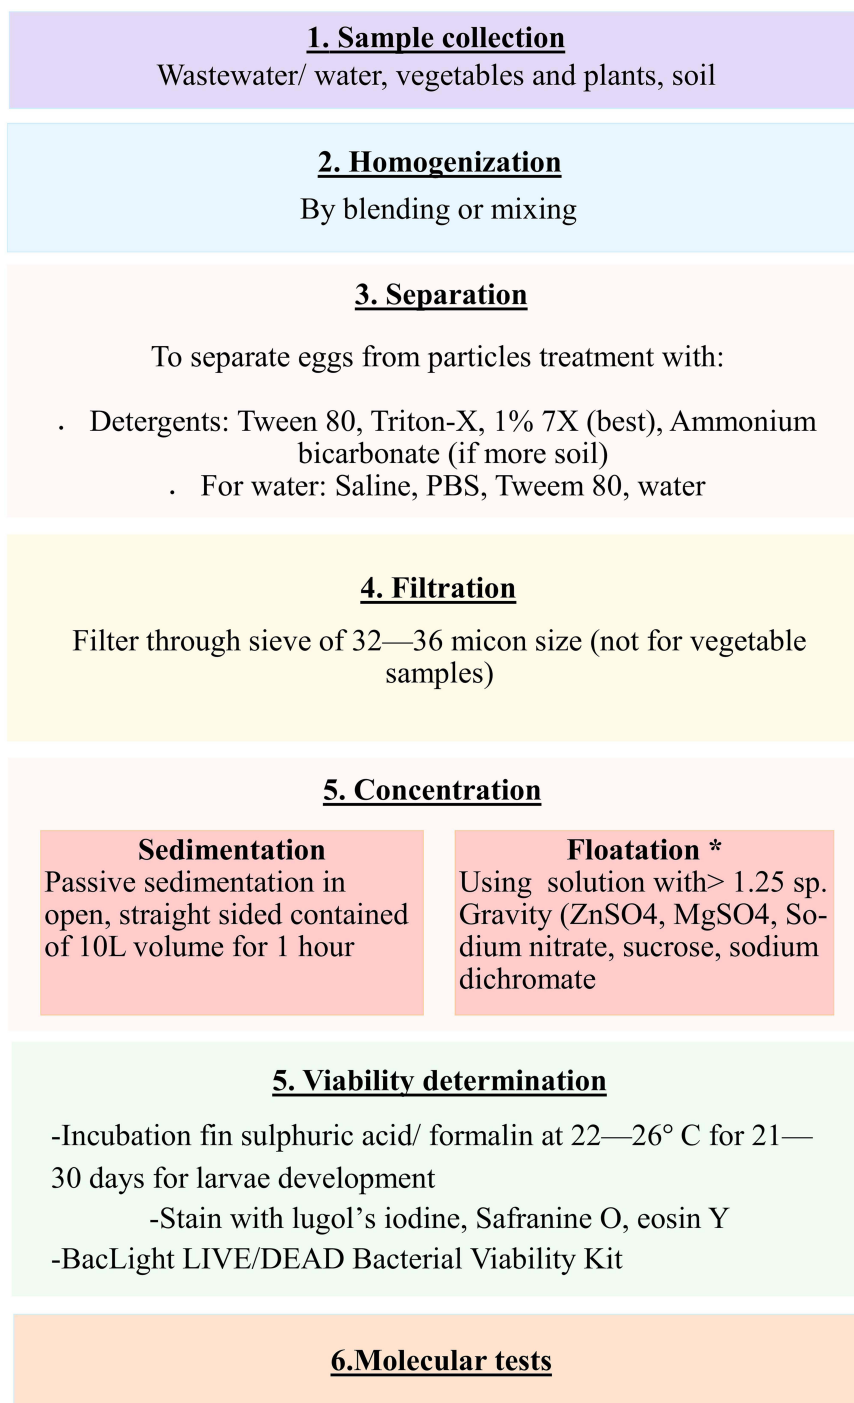 1. Sample collection
Wastewater/ water, vegetables and plants, soil
2. Homogenization
By blending or mixing
3. Separation
To separate eggs from particles treatment with:
. Detergents: Tween 80, Triton-X, 1% 7X (best), Ammonium
bicarbonate (if more soil)
. For water: Saline, PBS, Tweem 80, water
4. Filtration
Filter through sieve of 32—36 micon size (not for vegetable
samples)
5. Concentration
Sedimentation
Passive sedimentation in
open, straight sided contained
of 10L volume for 1 hour
Floatation *
Using  solution with> 1.25 sp.
Gravity (ZnSO4, MgSO4, So-
dium nitrate, sucrose, sodium
dichromate
5. Viability determination
-Incubation fin sulphuric acid/ formalin at 22—26° C for 21—
30 days for larvae development
-Stain with lugol’s iodine, Safranine O, eosin Y
-BacLight LIVE/DEAD Bacterial Viability Kit
6.Molecular tests